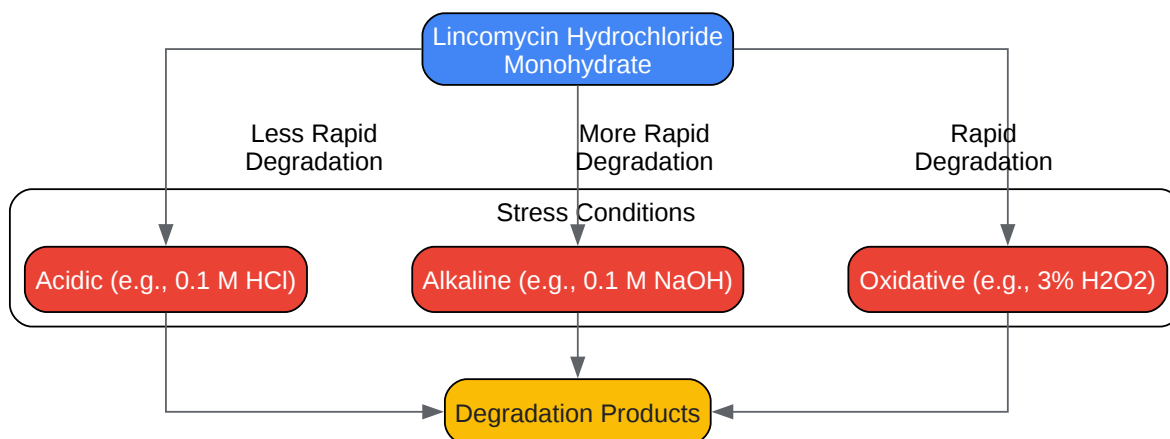 Lincomycin Hydrochloride
Monohydrate
Less Rapid
Degradation
More Rapid
Degradation
Rapid
Degradation
Stress Conditions
Acidic (e.g., 0.1 M HCl)
Alkaline (e.g., 0.1 M NaOH)
Oxidative (e.g., 3% H2O2)
Degradation Products